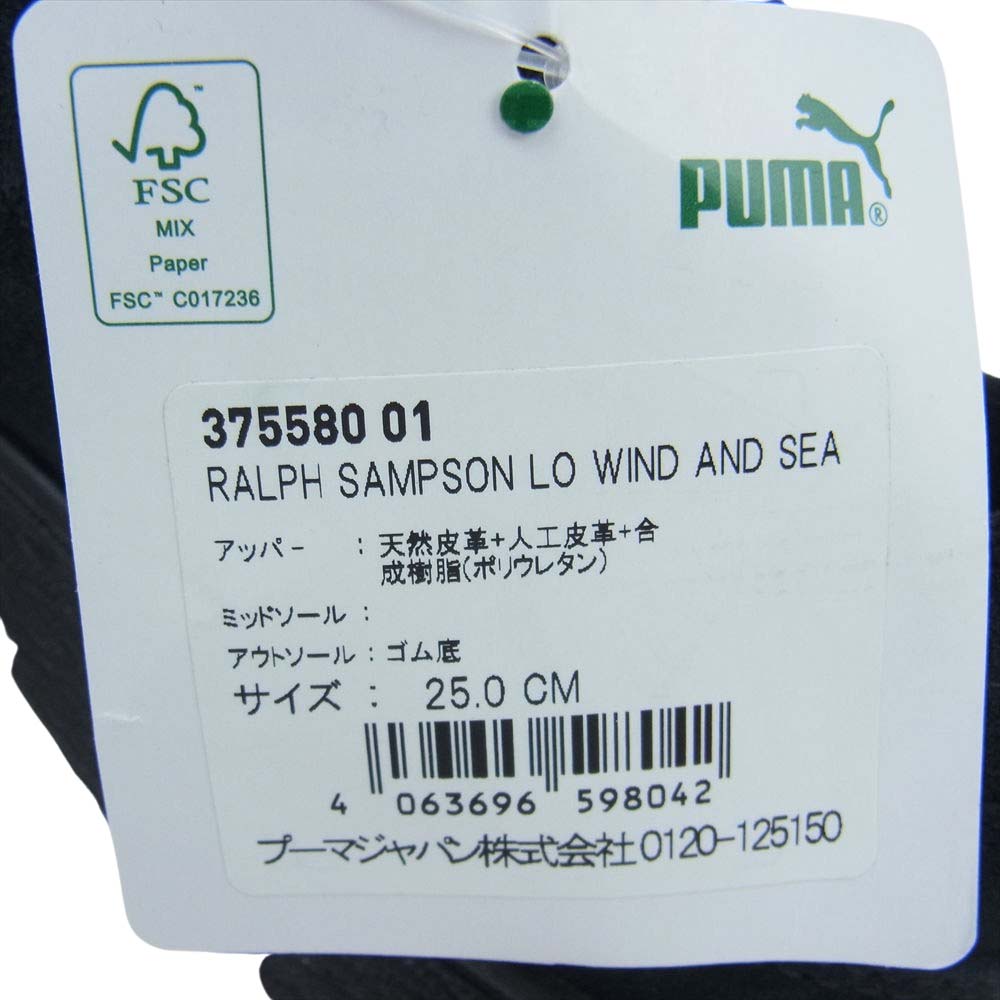 FSC™
MIX
Paper
FSC™ C017236
PUMA®
375580 01
RALPH SAMPSON LO WIND AND SEA
アッパ- : 天然皮革+人工皮革+合
成樹脂(ポリウレタン)
ミッドソール :
アウトソール : ゴム底
サイズ : 25.0 CM
4 063696 598042
プーマジャパン株式会社0120-125150